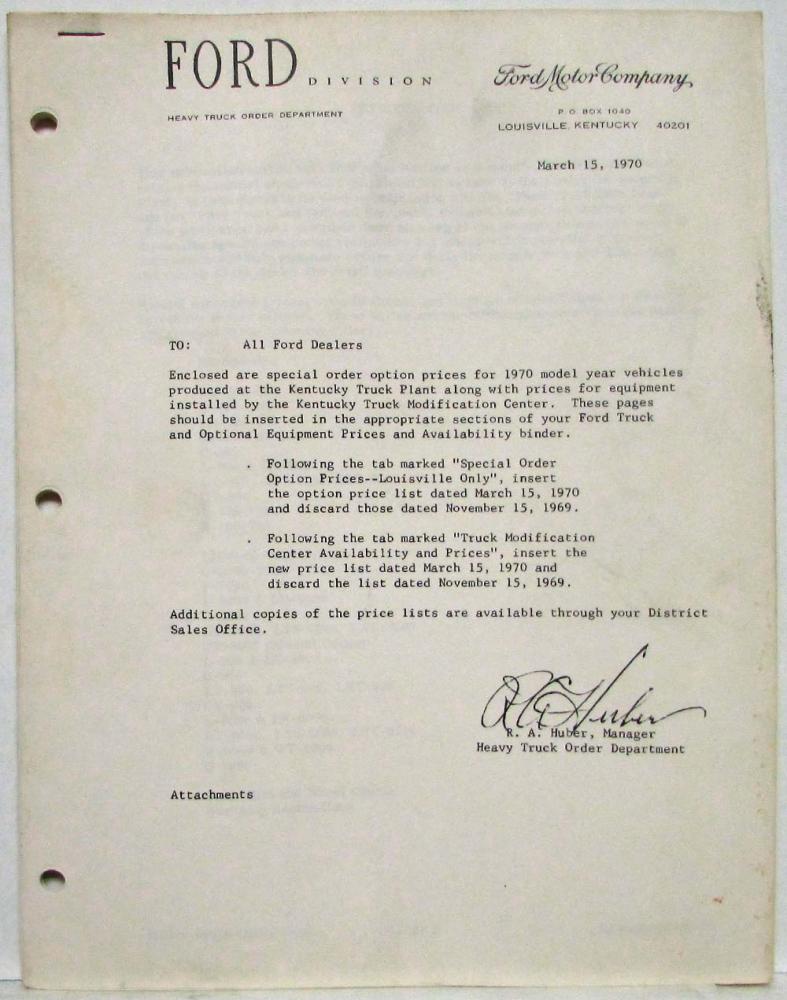 FORD DIVISION
Ford Motor Company,
HEAVY TRUCK ORDER DEPARTMENT
P. O. BOX 1040
LOUISVILLE, KENTUCKY 40201
March 15, 1970
TO: All Ford Dealers
Enclosed are special order option prices for 1970 model year vehicles
produced at the Kentucky Truck Plant along with prices for equipment
installed by the Kentucky Truck Modification Center. These pages
should be inserted in the appropriate sections of your Ford Truck
and Optional Equipment Prices and Availability binder.
. Following the tab marked "Special Order
Option Prices--Louisville Only", insert
the option price list dated March 15, 1970
and discard those dated November 15, 1969.
. Following the tab marked "Truck Modification
Center Availability and Prices", insert the
new price list dated March 15, 1970 and
discard the list dated November 15, 1969.
Additional copies of the price lists are available through your District
Sales Office.
R A Huber
R. A. Huber, Manager
Heavy Truck Order Department
Attachments